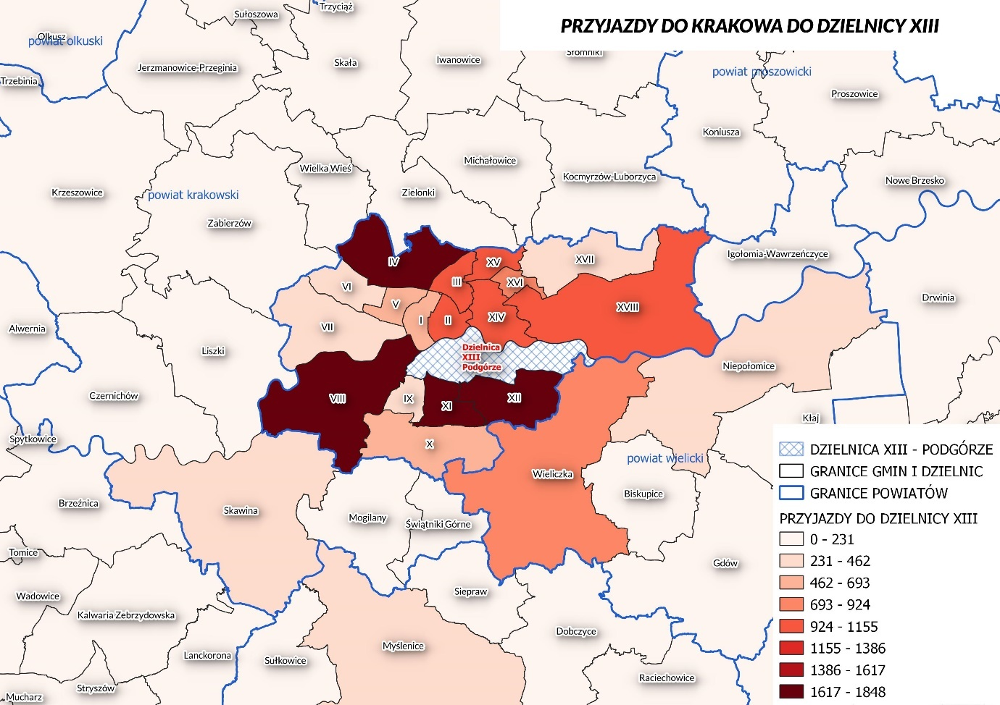 PRZYJAZDY DO KRAKOWA DO DZIELNICY XIII
Trzyciąż
Sułoszowa
Olkusz
powiat olkuski
Słomniki
Iwanowice
Skała
Jerzmanowice-Przeginia
powiat proszowicki
Trzebinia
Proszowice
Koniusza
Michałowice
Wielka Wieś
Kocmyrzów-Luborzyca
Nowe Brzesko
Krzeszowice
powiat krakowski
Zielonki
Zabierzów
Igołomia-Wawrzeńczyce
IV
XV
XVII
III
XVI
VI
Drwinia
V
XVIII
I
II
XIV
VII
Alwernia
Liszki
Dzielnica
XIII
Podgórze
Niepołomice
Czernichów
VIII
IX
XI
XII
Kłaj
Spytkowice
X
powiat wielicki
Wieliczka
Biskupice
Brzeźnica
Skawina
Mogilany
Świątniki Górne
Tomice
Gdów
Siepraw
Wadowice
Kalwaria Zebrzydowska
Dobczyce
Myślenice
Lanckorona
Sułkowice
Raciechowice
Stryszów
Mucharz
DZIELNICA XIII - PODGÓRZE
GRANICE GMIN I DZIELNIC
GRANICE POWIATÓW
PRZYJAZDY DO DZIELNICY XIII
0 - 231
231 - 462
462 - 693
693 - 924
924 - 1155
1155 - 1386
1386 - 1617
1617 - 1848